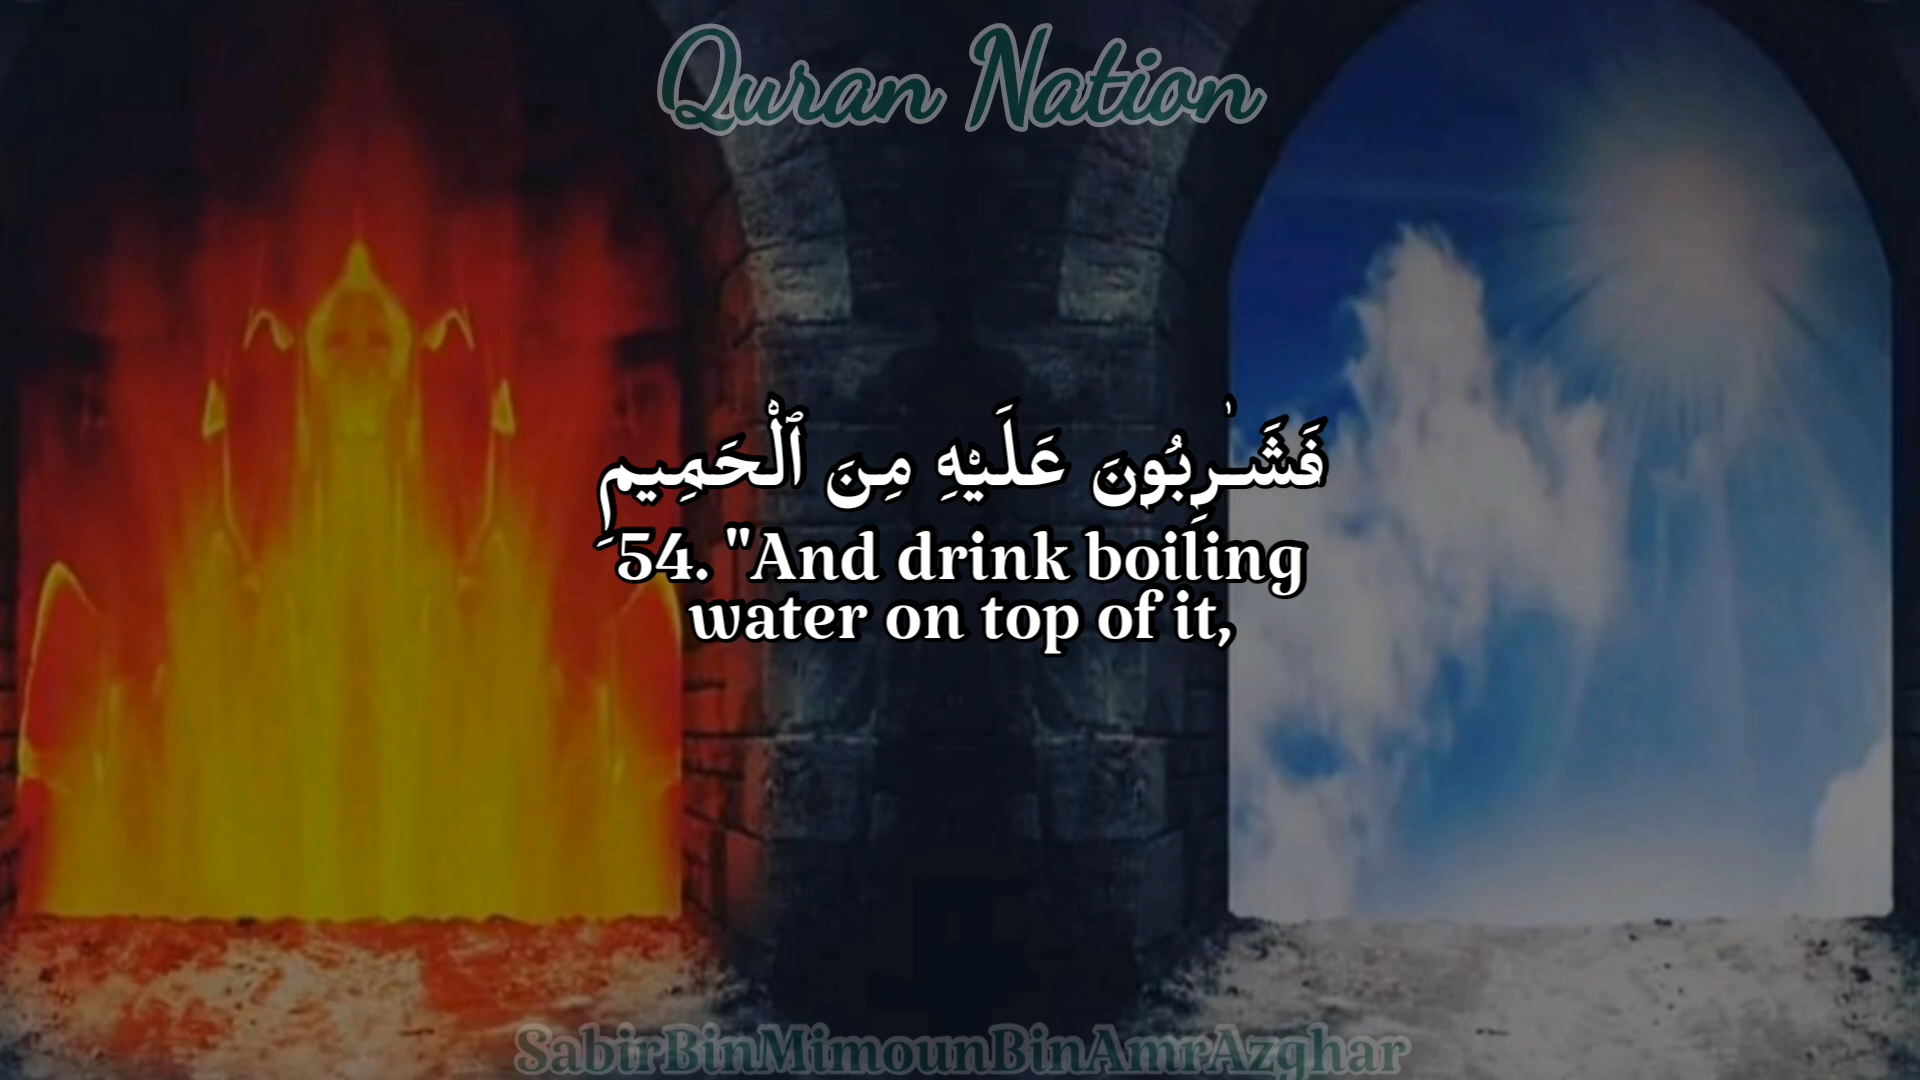 Quran Nation
فَشَـٰرِبُونَ عَلَيْهِ مِنَ ٱلْحَمِيمِ
54. "And drink boiling
water on top of it,
SabirBinMimounBinAmrAzghar